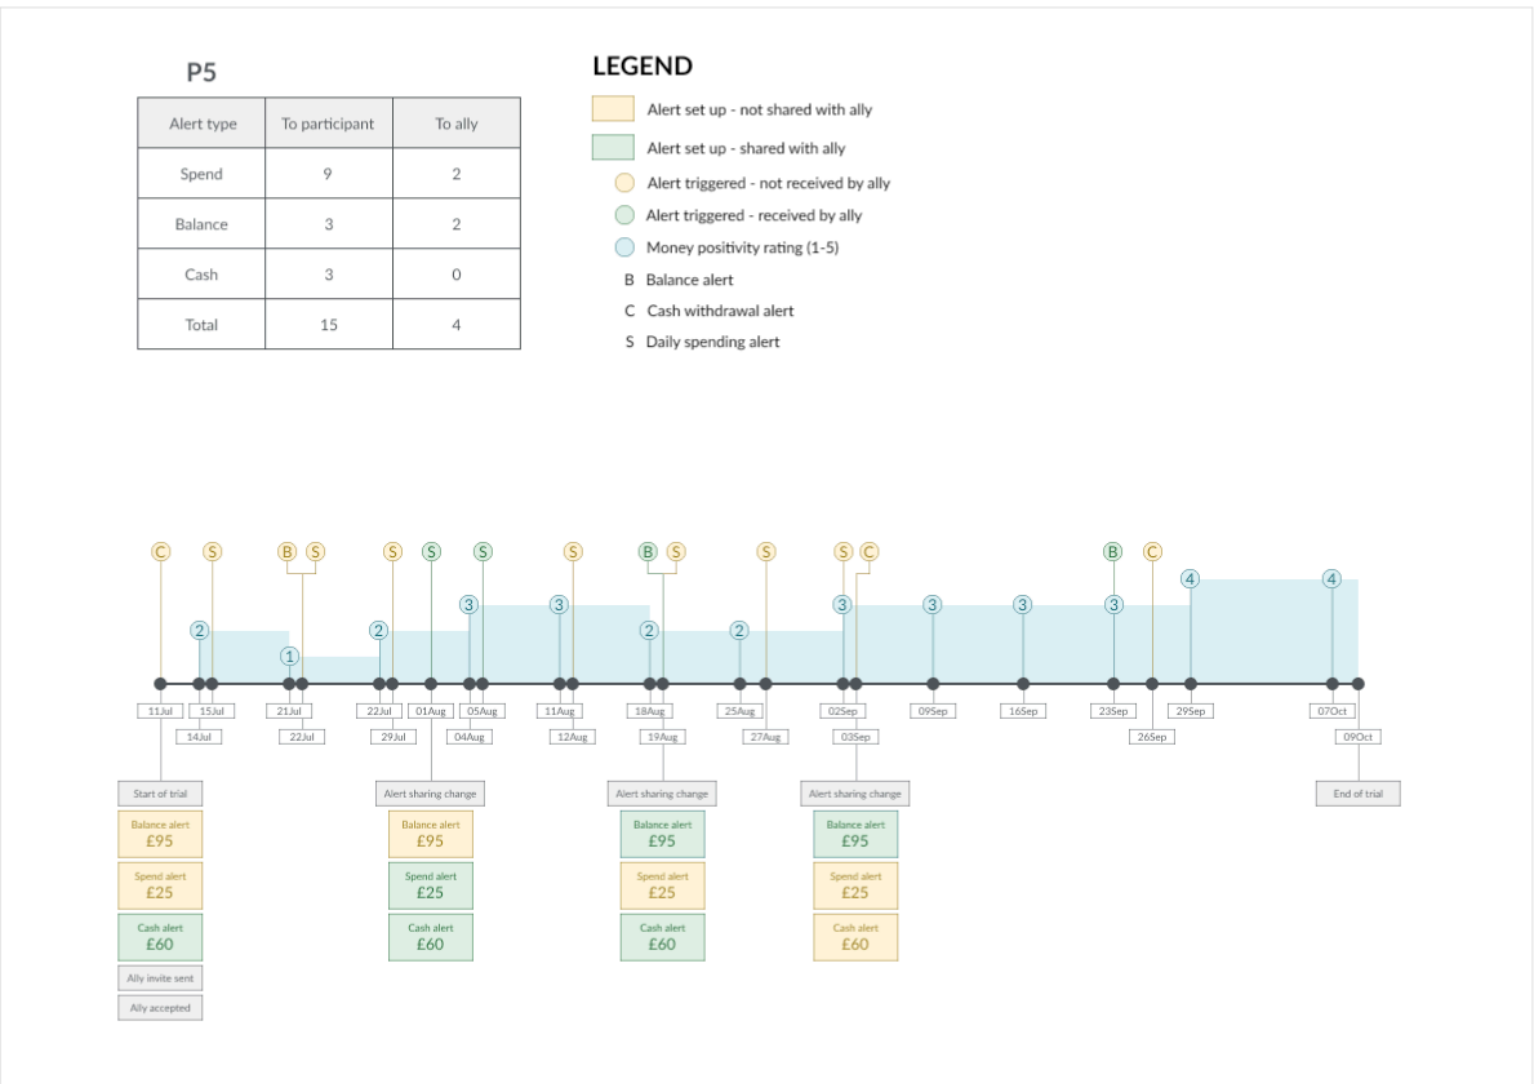 P5
Alert type To participant To ally
Spend 9 2
Balance 3 2
Cash 3 0
Total 15 4
LEGEND
Alert set up - not shared with ally
Alert set up - shared with ally
Alert triggered - not received by ally
Alert triggered - received by ally
Money positivity rating (1-5)
B Balance alert
C Cash withdrawal alert
S Daily spending alert
C S B S S S S S B S S S C B C
4 4
3 3 3 3 3 3
2 2 2 2
1
11Jul 15Jul 21Jul 22Jul 01Aug 05Aug 11Aug 18Aug 25Aug 02Sep 09Sep 16Sep 23Sep 29Sep 07Oct
14Jul 22Jul 29Jul 04Aug 12Aug 19Aug 27Aug 03Sep 26Sep 09Oct
Start of trial Alert sharing change Alert sharing change Alert sharing change End of trial
Balance alert Balance alert Balance alert Balance alert
£95 £95 £95 £95
Spend alert Spend alert Spend alert Spend alert
£25 £25 £25 £25
Cash alert Cash alert Cash alert Cash alert
£60 £60 £60 £60
Ally invite sent
Ally accepted